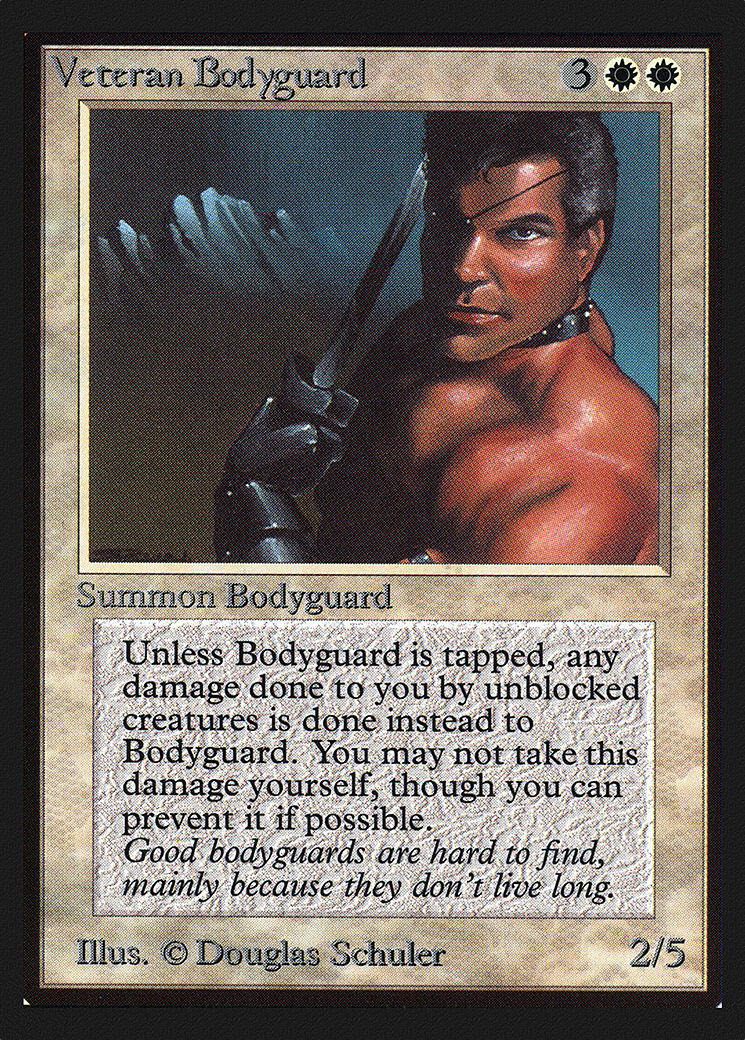 Veteran Bodyguard 3
Summon Bodyguard
Unless Bodyguard is tapped, any
damage done to you by unblocked
creatures is done instead to
Bodyguard. You may not take this
damage yourself, though you can
prevent it if possible.
Good bodyguards are hard to find,
mainly because they don't live long.
Illus. © Douglas Schuler 2/5